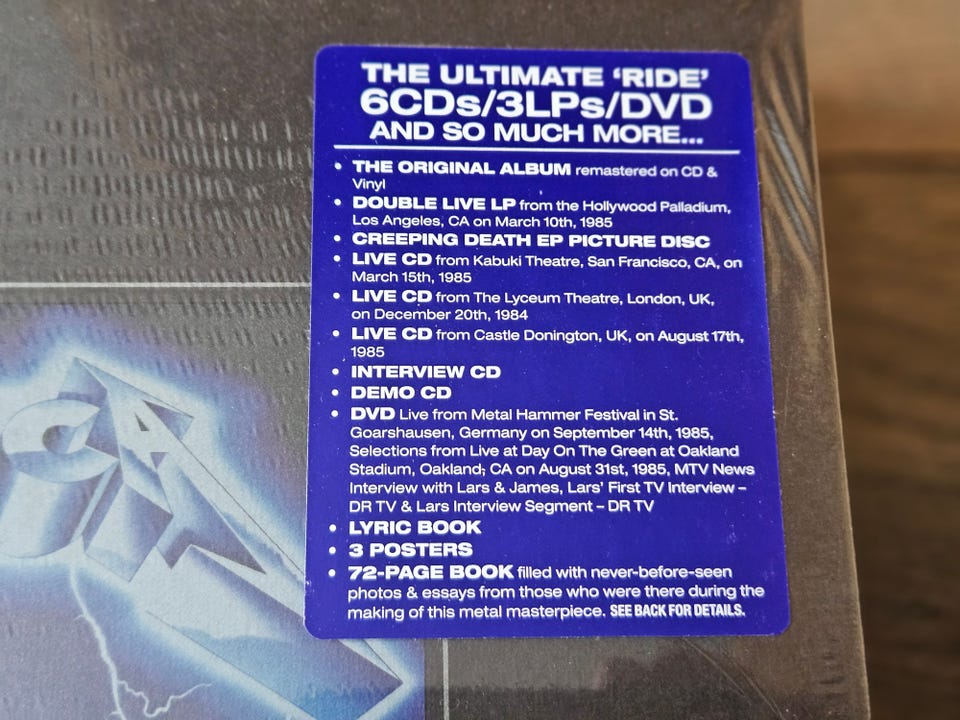 THE ULTIMATE ‘RIDE’
6CDs/3LPs/DVD
AND SO MUCH MORE...
• THE ORIGINAL ALBUM remastered on CD &
Vinyl
• DOUBLE LIVE LP from the Hollywood Palladium,
Los Angeles, CA on March 10th, 1985
• CREEPING DEATH EP PICTURE DISC
• LIVE CD from Kabuki Theatre, San Francisco, CA, on
March 15th, 1985
• LIVE CD from The Lyceum Theatre, London, UK,
on December 20th, 1984
• LIVE CD from Castle Donington, UK, on August 17th,
1985
• INTERVIEW CD
• DEMO CD
• DVD Live from Metal Hammer Festival in St.
Goarshausen, Germany on September 14th, 1985,
Selections from Live at Day On The Green at Oakland
Stadium, Oakland, CA on August 31st, 1985, MTV News
Interview with Lars & James, Lars’ First TV Interview –
DR TV & Lars Interview Segment – DR TV
• LYRIC BOOK
• 3 POSTERS
• 72-PAGE BOOK filled with never-before-seen
photos & essays from those who were there during the
making of this metal masterpiece. SEE BACK FOR DETAILS.